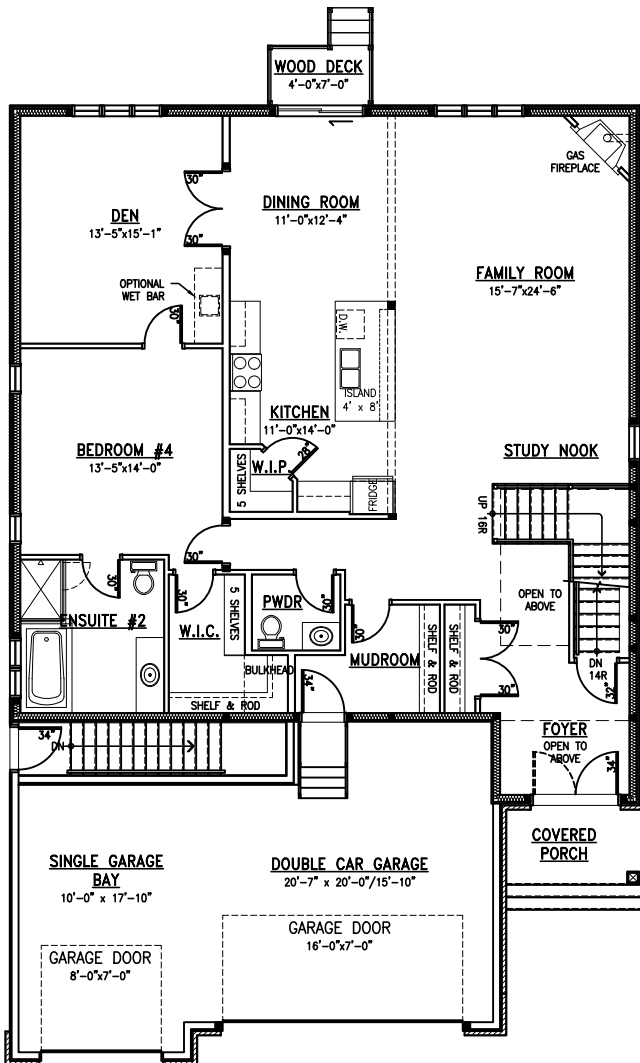 WOOD DECK
4'-0"x7'-0"
GAS
FIREPLACE
30"
DINING ROOM
11'-0"x12'-4"
DEN
13'-5"x15'-1"
30"
FAMILY ROOM
15'-7"x24'-6"
OPTIONAL
WET BAR
30"
D.W.
ISLAND
4' x 8'
KITCHEN
11'-0"x14'-0"
BEDROOM #4
13'-5"x14'-0"
28"
STUDY NOOK
5 SHELVES
W.I.P.
FRIDGE
UP
16R
30"
30"
ENSUITE #2
30"
W.I.C.
5 SHELVES
PWDR
30"
OPEN TO
ABOVE
30"
MUDROOM
SHELF & ROD
SHELF & ROD
30"
30"
DN
14R
32"
BULKHEAD
34"
SHELF & ROD
34"
DN
FOYER
OPEN TO
ABOVE
34"
COVERED
PORCH
SINGLE GARAGE
BAY
10'-0" x 17'-10"
DOUBLE CAR GARAGE
20'-7" x 20'-0"/15'-10"
GARAGE DOOR
16'-0"x7'-0"
GARAGE DOOR
8'-0"x7'-0"